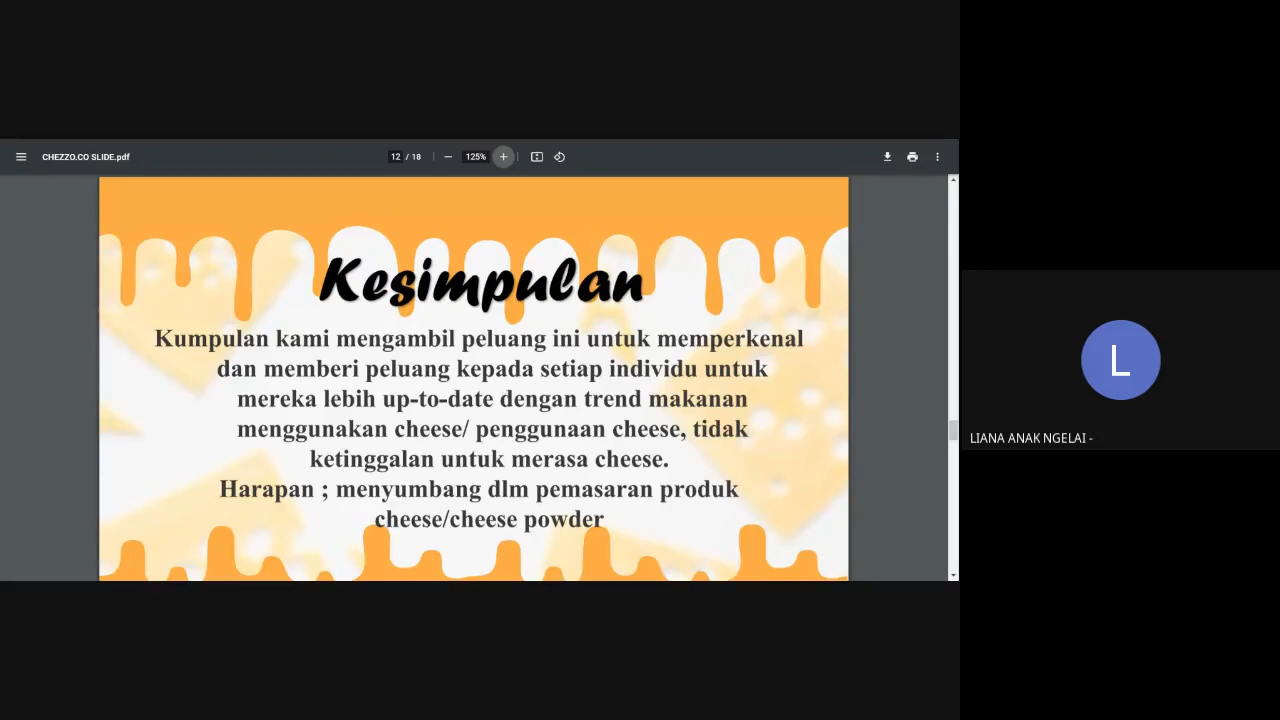 CHEZZO.CO SLIDE.pdf
12 / 18
125%
Kesimpulan
Kumpulan kami mengambil peluang ini untuk memperkenal
dan memberi peluang kepada setiap individu untuk
mereka lebih up-to-date dengan trend makanan
menggunakan cheese/ penggunaan cheese, tidak
ketinggalan untuk merasa cheese.
Harapan ; menyumbang dlm pemasaran produk
cheese/cheese powder
L
LIANA ANAK NGELAI -